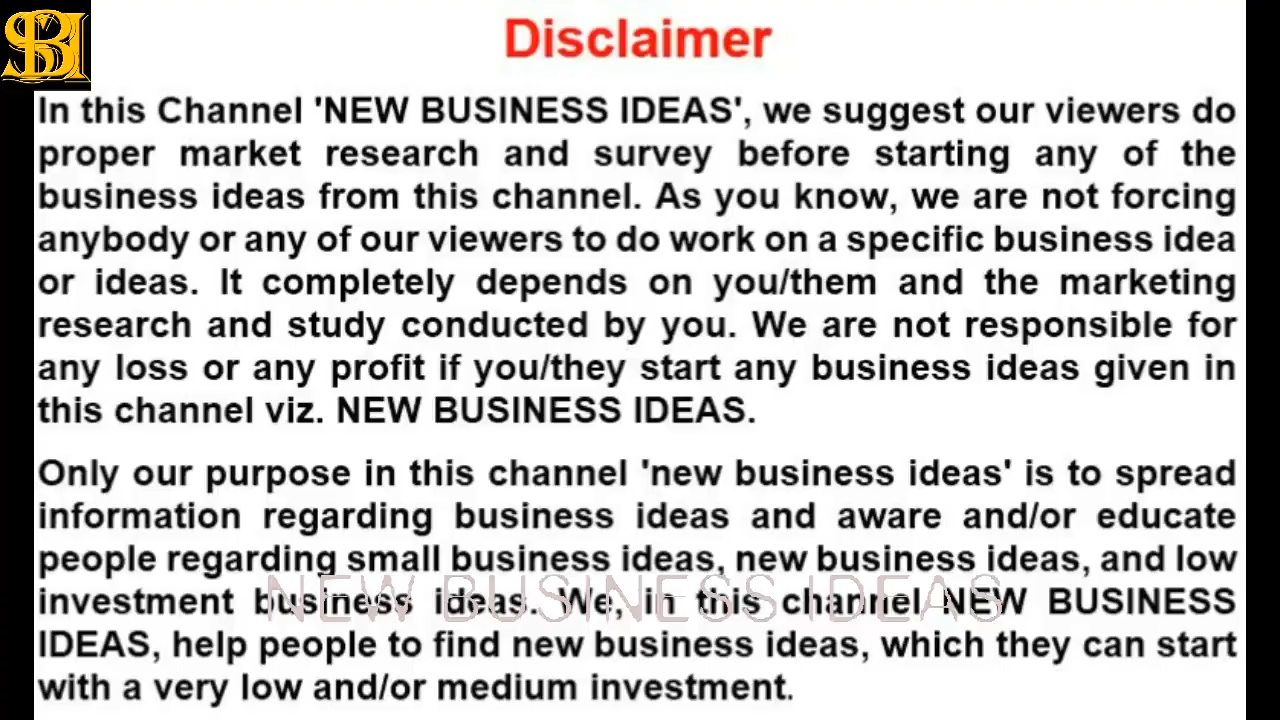 Disclaimer
In this Channel 'NEW BUSINESS IDEAS', we suggest our viewers do
proper market research and survey before starting any of the
business ideas from this channel. As you know, we are not forcing
anybody or any of our viewers to do work on a specific business idea
or ideas. It completely depends on you/them and the marketing
research and study conducted by you. We are not responsible for
any loss or any profit if you/they start any business ideas given in
this channel viz. NEW BUSINESS IDEAS.
Only our purpose in this channel 'new business ideas' is to spread
information regarding business ideas and aware and/or educate
people regarding small business ideas, new business ideas, and low
NEW BUSINESS IDEAS
investment business ideas. We, in this channel NEW BUSINESS
IDEAS, help people to find new business ideas, which they can start
with a very low and/or medium investment.